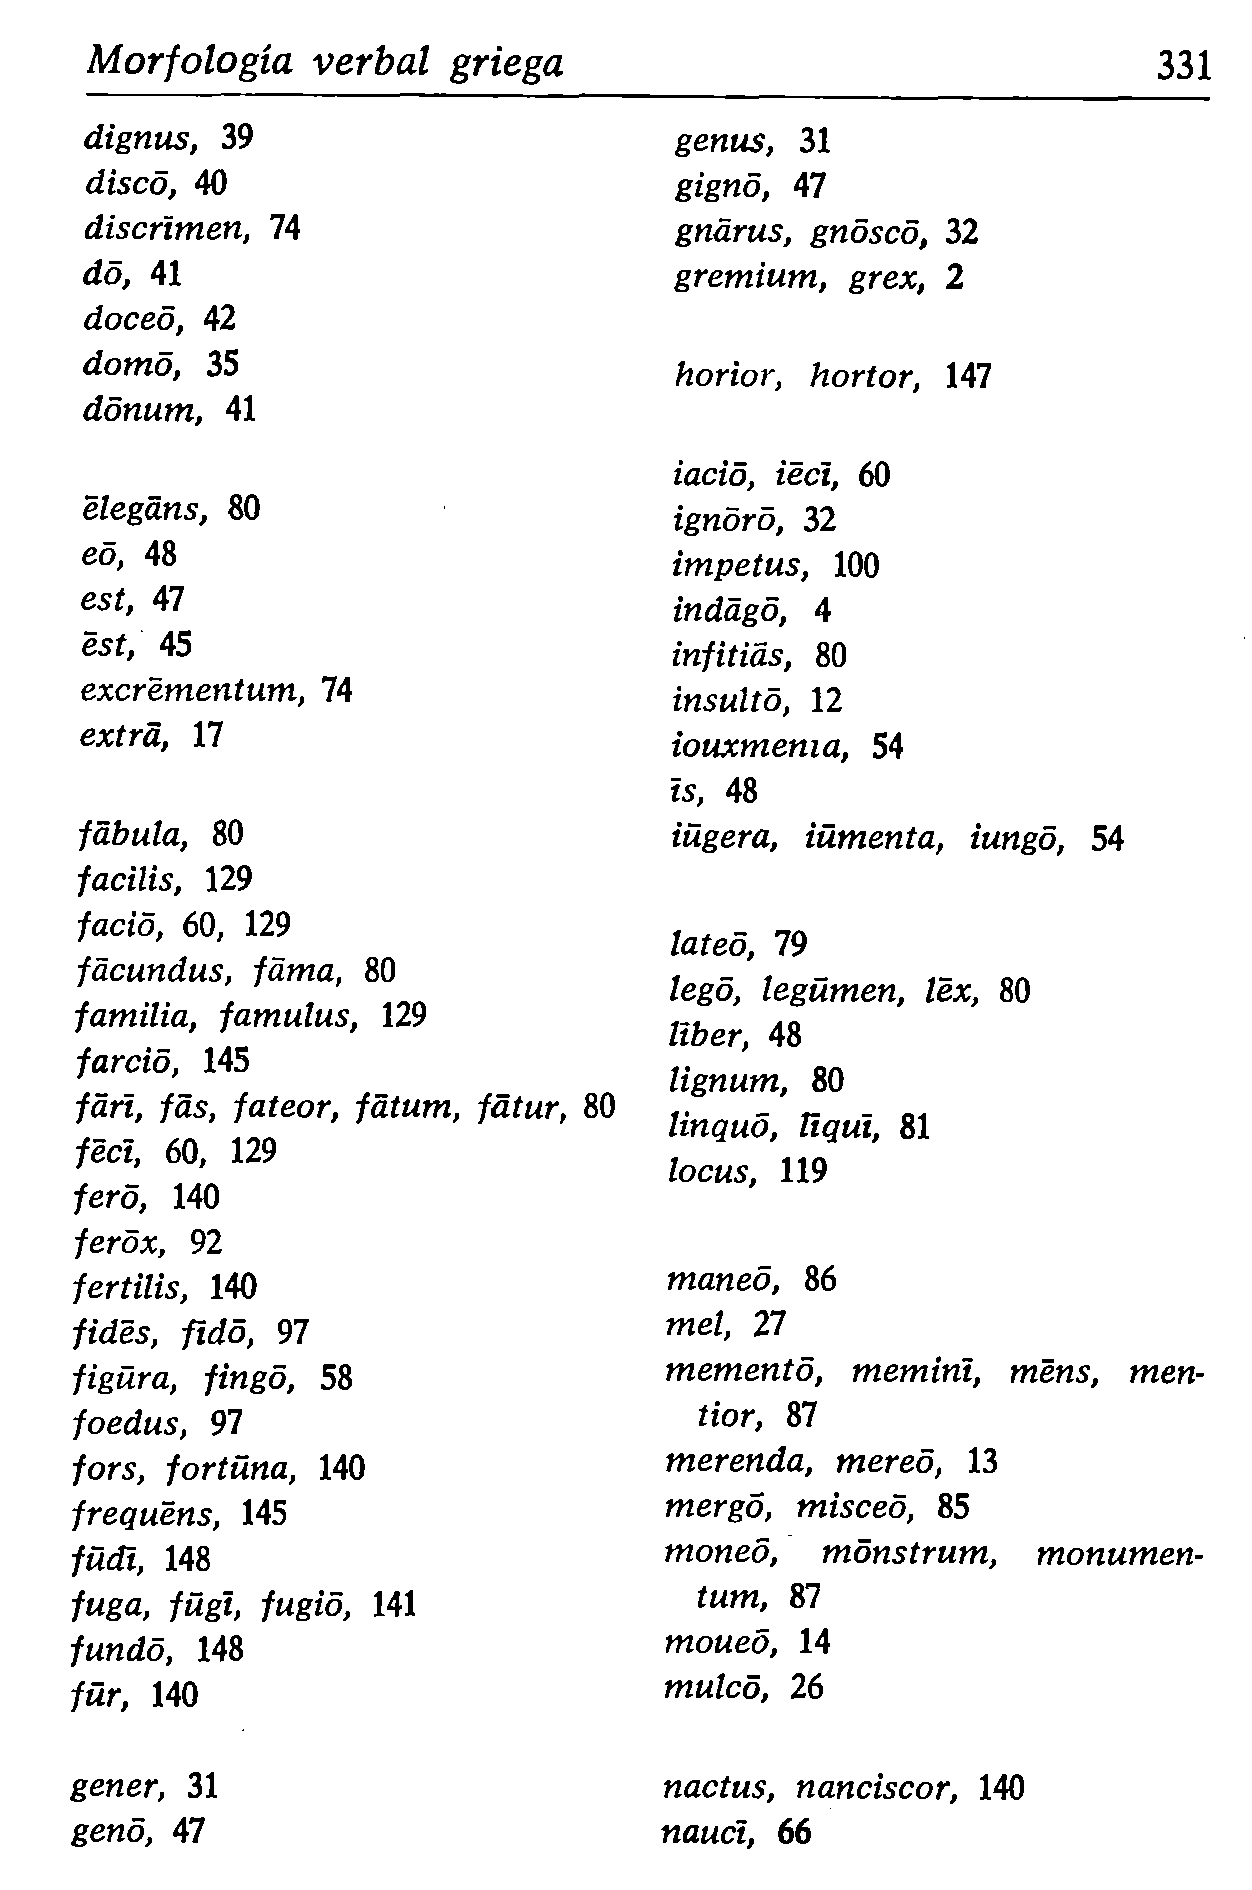 Morfología verbal griega 331
dignus, 39
discō, 40
discrīmen, 74
dō, 41
doceō, 42
domō, 35
dōnum, 41
ēlegāns, 80
eō, 48
est, 47
ēst, 45
excrēmentum, 74
extrā, 17
fābula, 80
facilis, 129
faciō, 60, 129
fācundus, fāma, 80
familia, famulus, 129
farciō, 145
fārī, fās, fateor, fātum, fātur, 80
fēcī, 60, 129
ferō, 140
ferōx, 92
fertilis, 140
fidēs, fīdō, 97
figūra, fingō, 58
foedus, 97
fors, fortūna, 140
frequēns, 145
fūdī, 148
fuga, fūgī, fugiō, 141
fundō, 148
fūr, 140
gener, 31
genō, 47
genus, 31
gignō, 47
gnārus, gnōscō, 32
gremium, grex, 2
horior, hortor, 147
iaciō, iēcī, 60
ignōrō, 32
impetus, 100
indāgō, 4
infitiās, 80
insultō, 12
iouxmenta, 54
īs, 48
iūgera, iūmenta, iungō, 54
lateō, 79
legō, legūmen, lēx, 80
līber, 48
lignum, 80
linquō, līquī, 81
locus, 119
maneō, 86
mel, 27
mementō, meminī, mēns, men-
tior, 87
merenda, mereō, 13
mergō, misceō, 85
moneō, mōnstrum, monumen-
tum, 87
moueō, 14
mulcō, 26
nactus, nanciscor, 140
naucī, 66